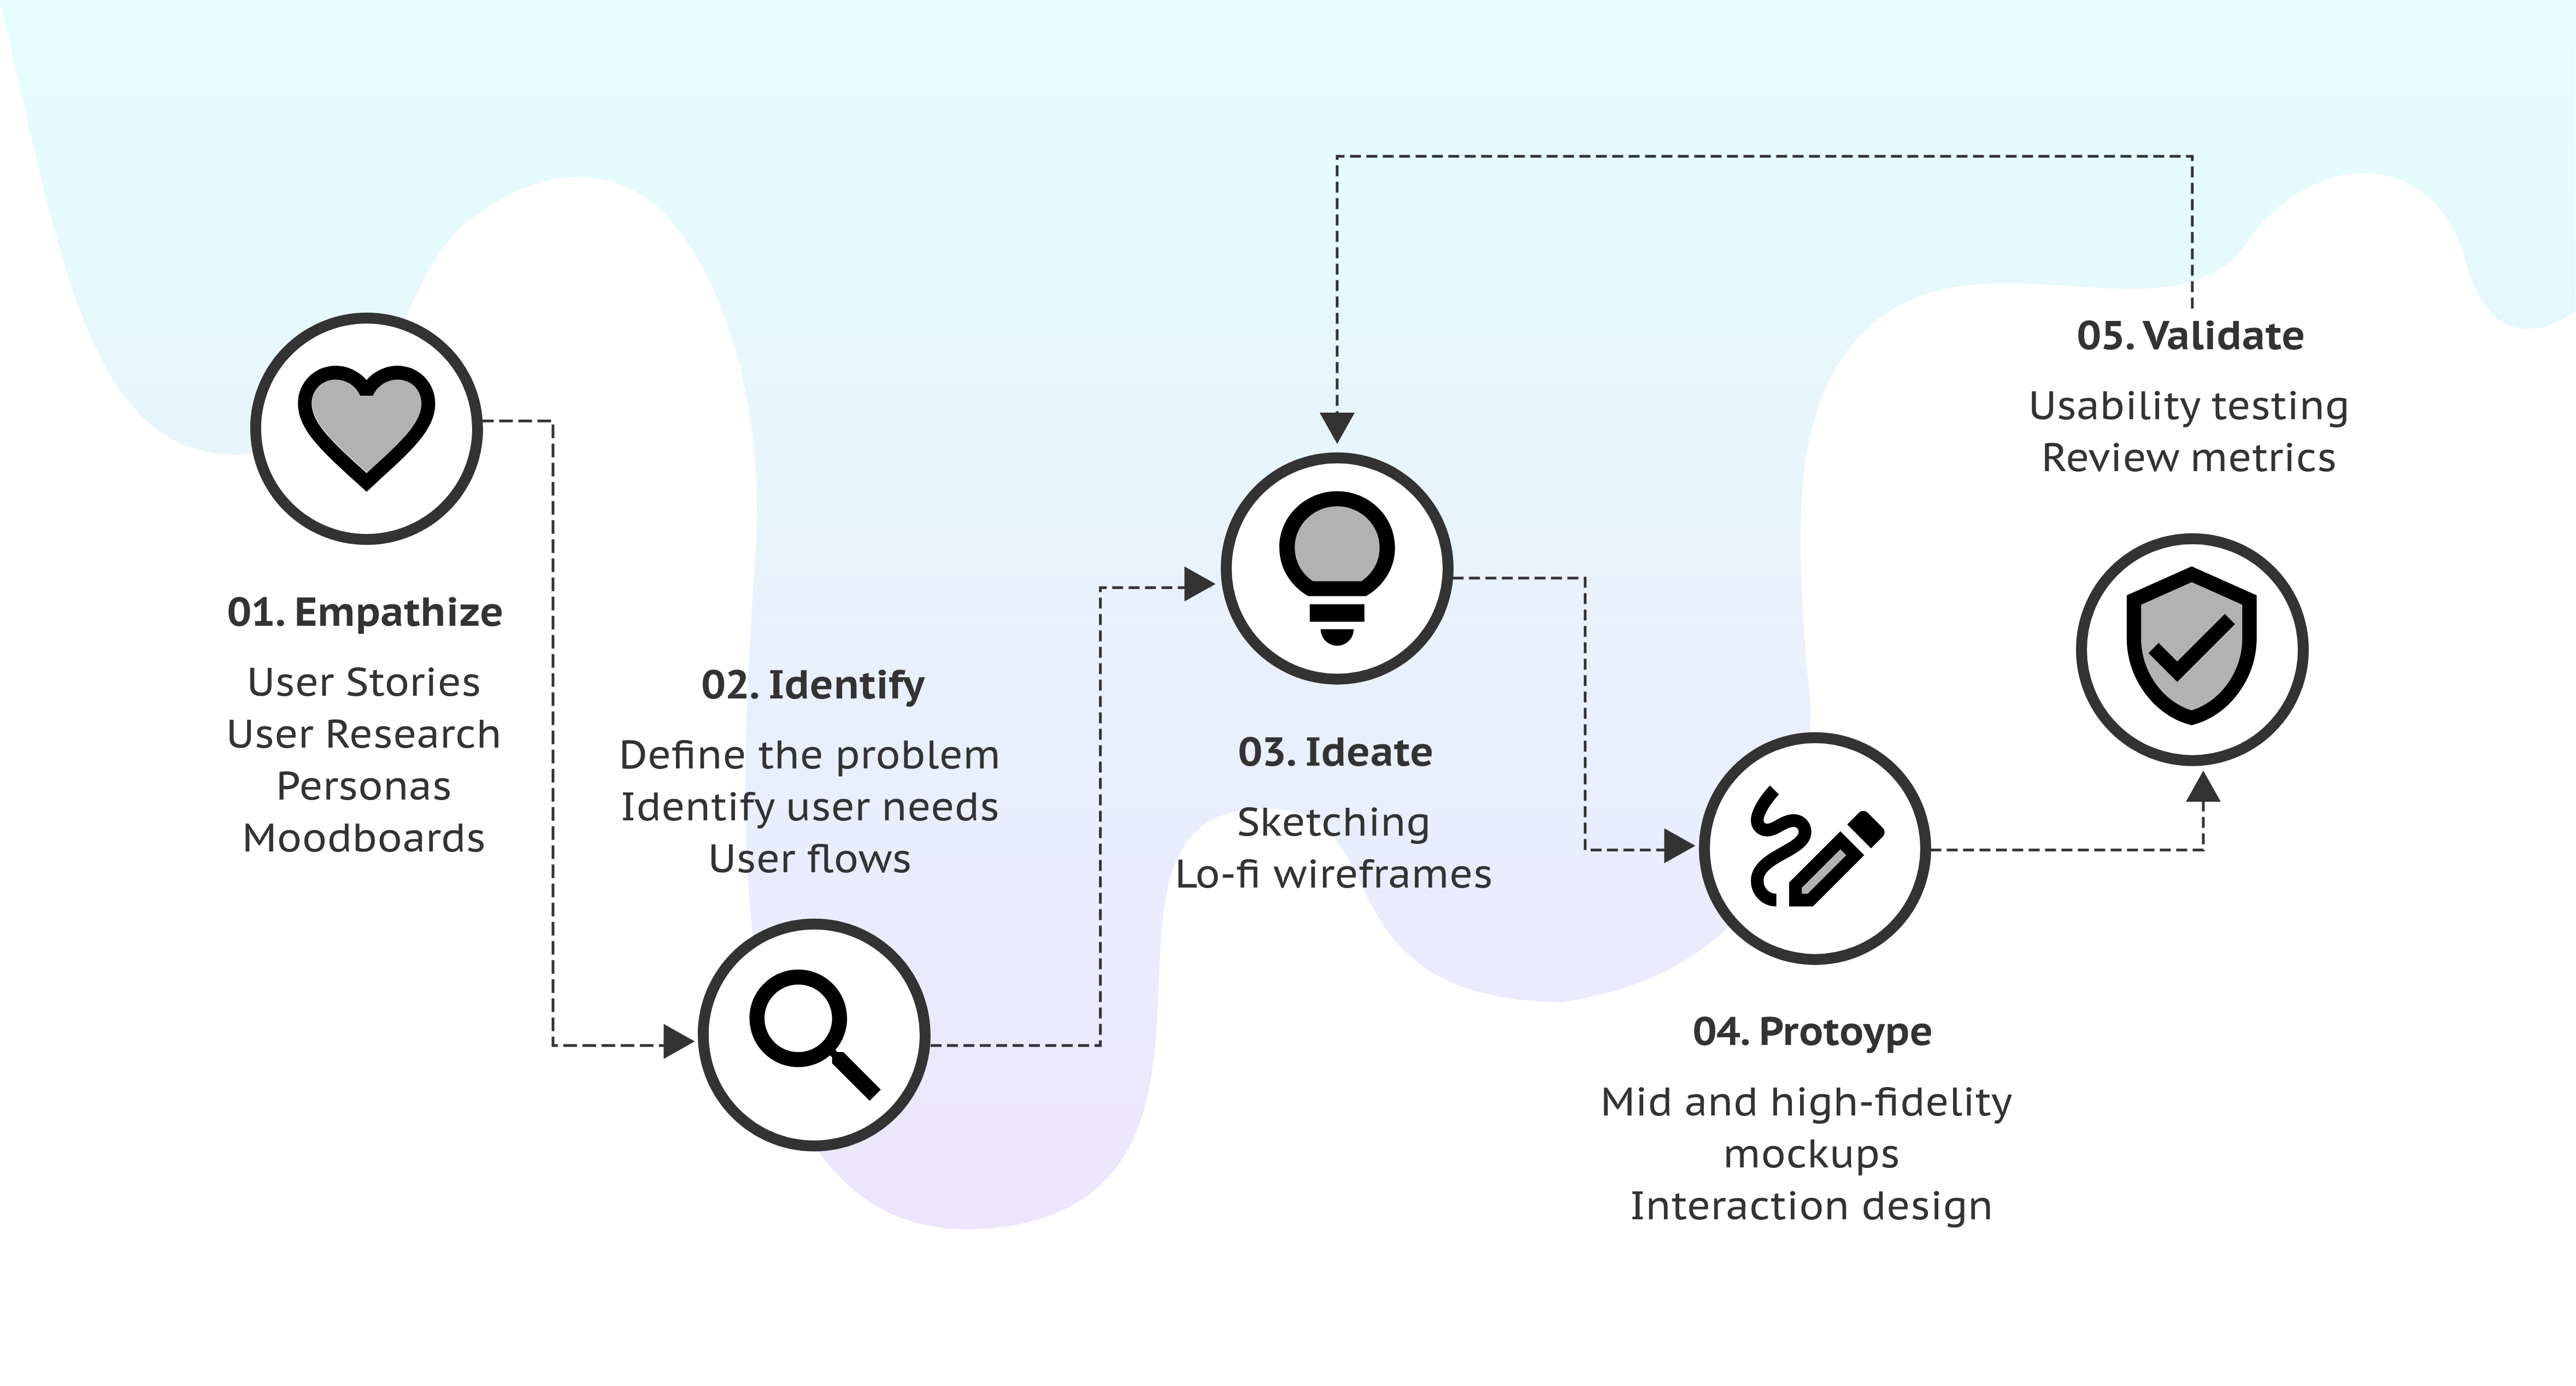 01. Empathize
User Stories
User Research
Personas
Moodboards
02. Identify
Define the problem
Identify user needs
User flows
03. Ideate
Sketching
Lo-fi wireframes
04. Protoype
Mid and high-fidelity
mockups
Interaction design
05. Validate
Usability testing
Review metrics